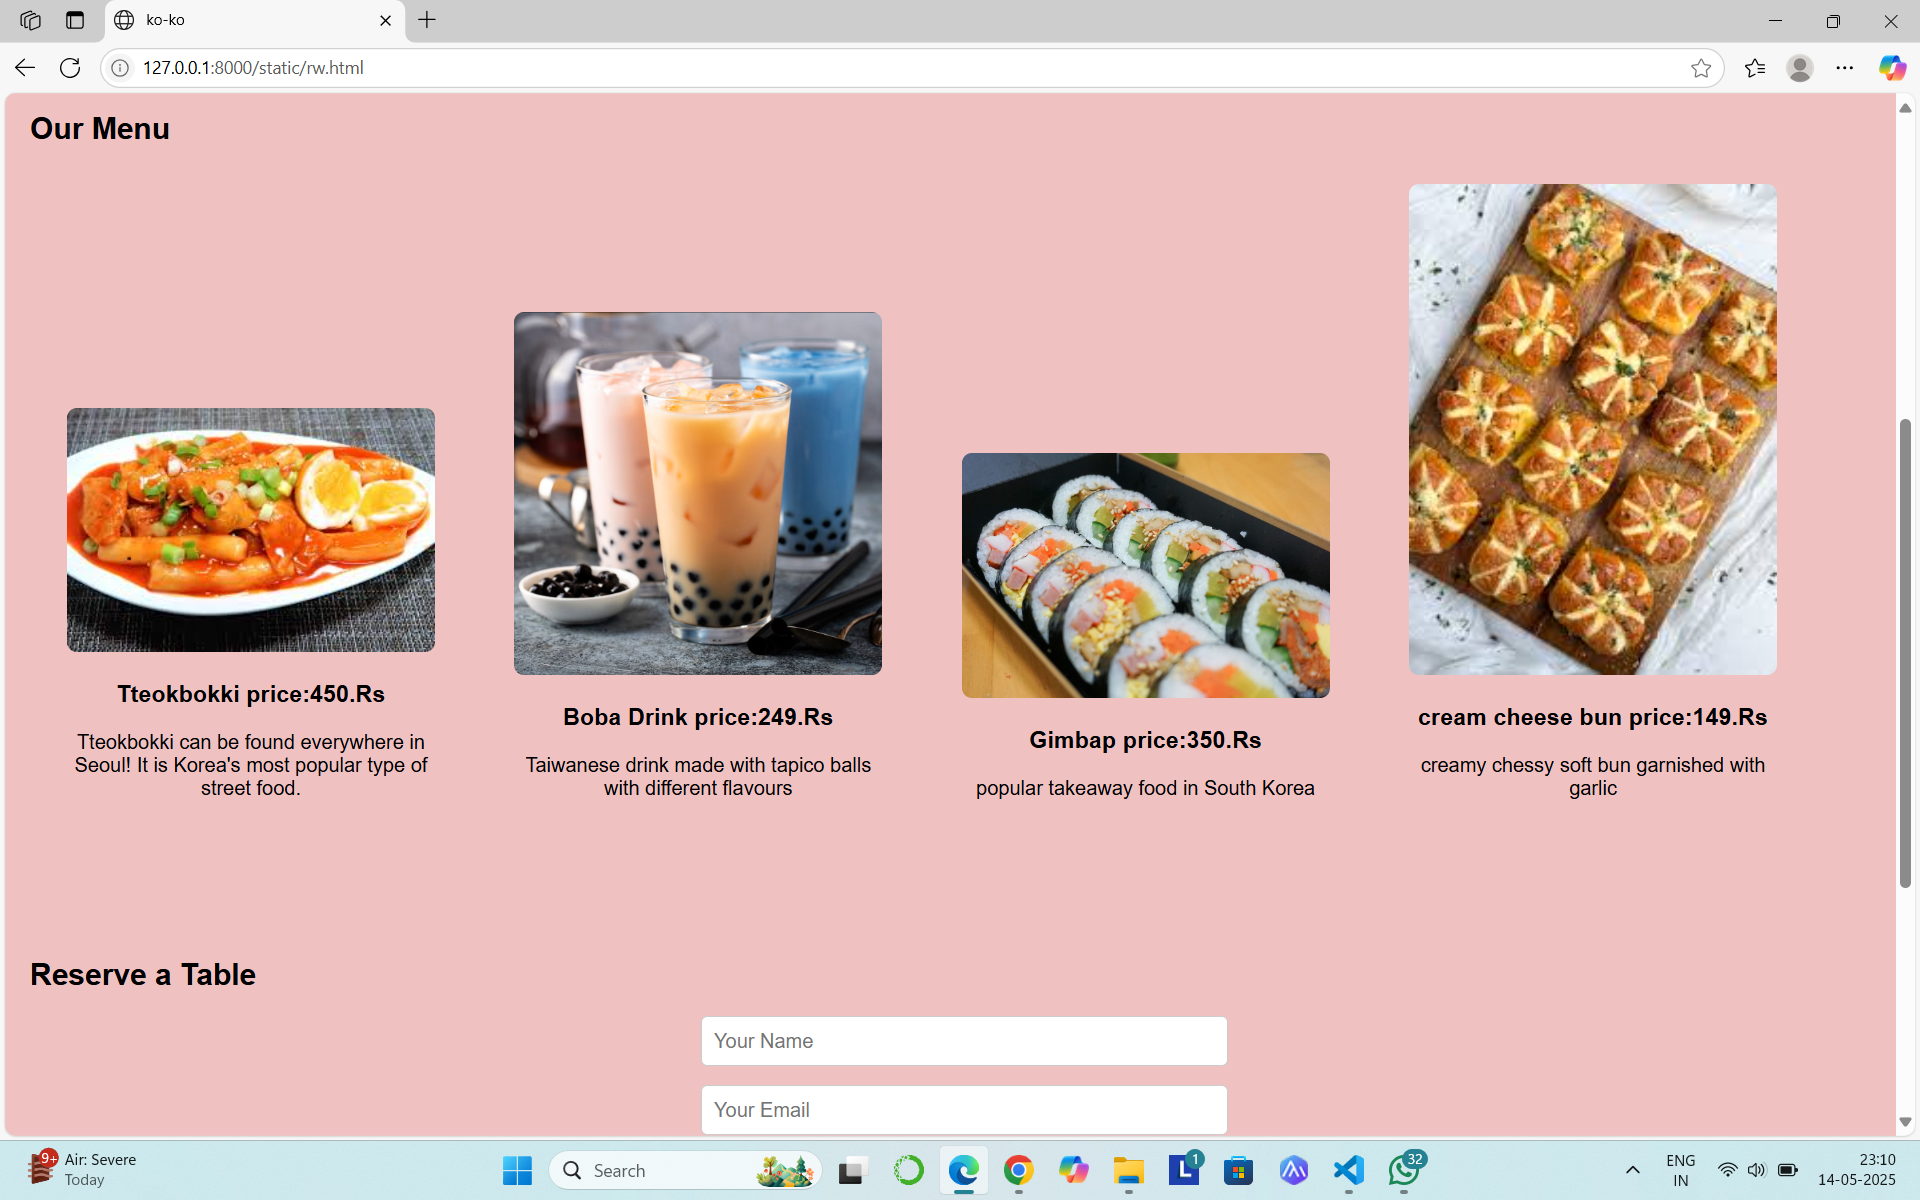 ko-ko
127.0.0.1:8000/static/rw.html
Our Menu
Tteokbokki price:450.Rs
Tteokbokki can be found everywhere in
Seoul! It is Korea's most popular type of
street food.
Boba Drink price:249.Rs
Taiwanese drink made with tapico balls
with different flavours
Gimbap price:350.Rs
popular takeaway food in South Korea
cream cheese bun price:149.Rs
creamy chessy soft bun garnished with
garlic
Reserve a Table
Your Name
Your Email
9+
Air: Severe
Today
Search
L
1
32
ENG
IN
23:10
14-05-2025